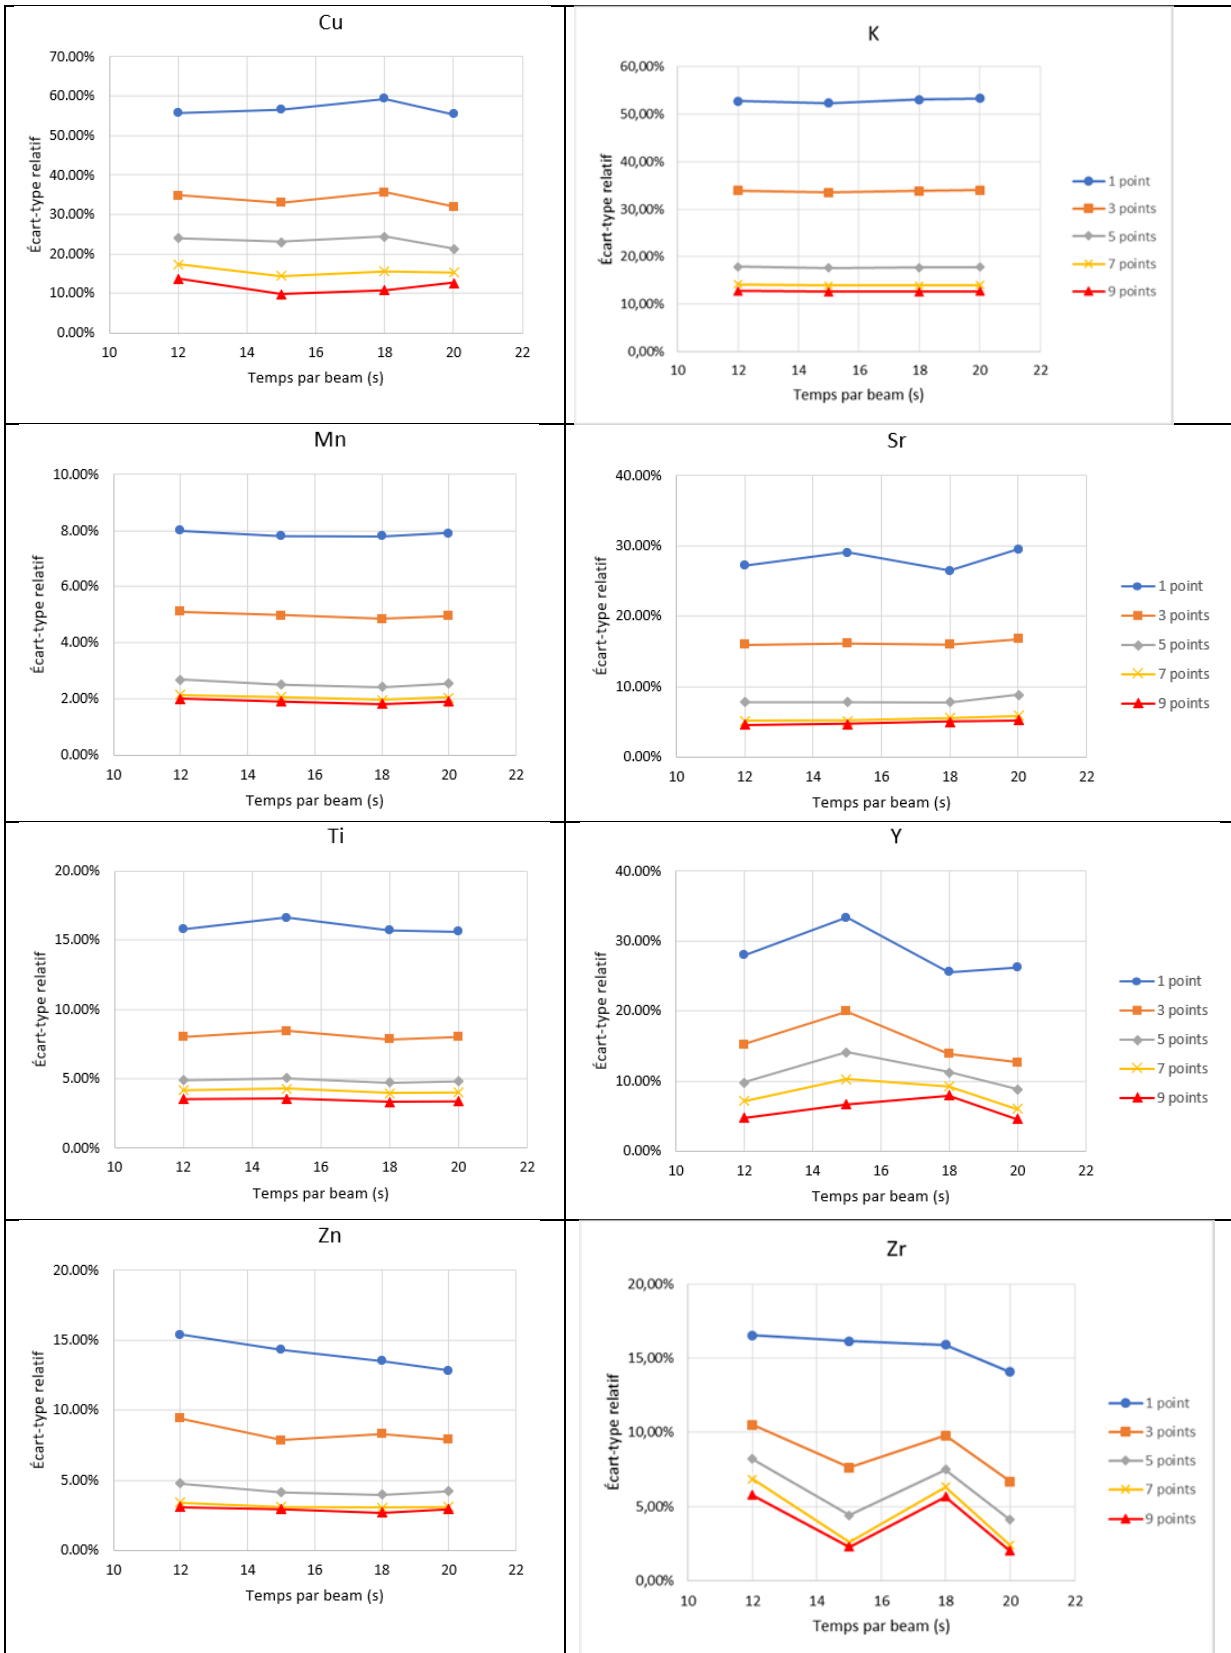 Cu
70.00%
60.00%
50.00%
40.00%
30.00%
20.00%
10.00%
0.00%
Écart-type relatif
10 12 14 16 18 20 22
Temps par beam (s)
K
60,00%
50,00%
40,00%
30,00%
20,00%
10,00%
0,00%
Écart-type relatif
10 12 14 16 18 20 22
Temps par beam (s)
1 point
3 points
5 points
7 points
9 points
Mn
10.00%
8.00%
6.00%
4.00%
2.00%
0.00%
Écart-type relatif
10 12 14 16 18 20 22
Temps par beam (s)
Sr
40.00%
30.00%
20.00%
10.00%
0.00%
Écart-type relatif
10 12 14 16 18 20 22
Temps par beam (s)
1 point
3 points
5 points
7 points
9 points
Ti
20.00%
15.00%
10.00%
5.00%
0.00%
Écart-type relatif
10 12 14 16 18 20 22
Temps par beam (s)
Y
40.00%
30.00%
20.00%
10.00%
0.00%
Écart-type relatif
10 12 14 16 18 20 22
Temps par beam (s)
1 point
3 points
5 points
7 points
9 points
Zn
20.00%
15.00%
10.00%
5.00%
0.00%
Écart-type relatif
10 12 14 16 18 20 22
Temps par beam (s)
Zr
20,00%
15,00%
10,00%
5,00%
0,00%
Écart-type relatif
10 12 14 16 18 20 22
Temps par beam (s)
1 point
3 points
5 points
7 points
9 points